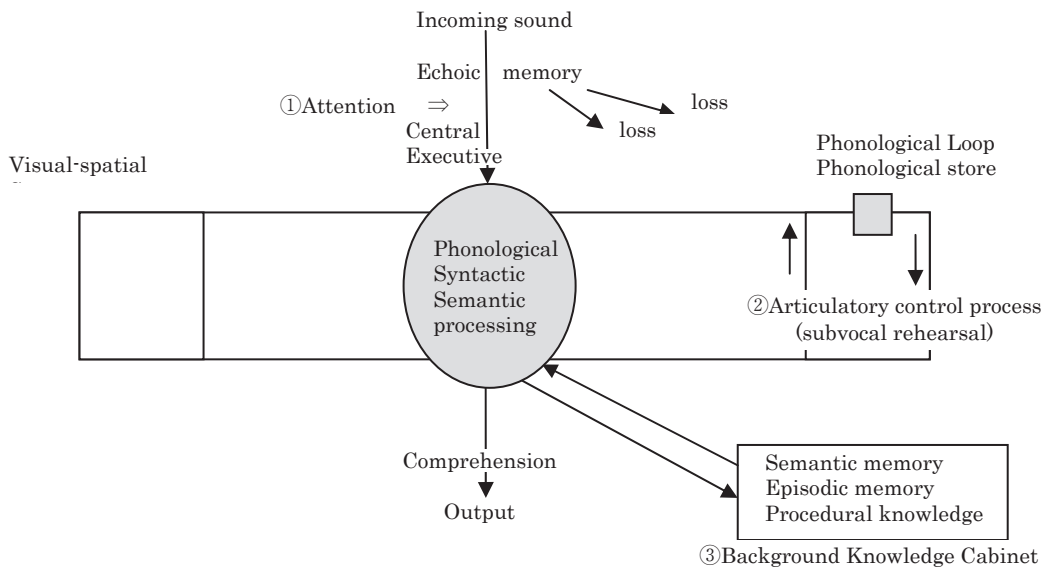 Incoming sound
Echoic memory
①Attention ⇒
loss
loss
Central
Executive
Visual-spatial
Phonological Loop
Phonological store
Phonological
Syntactic
Semantic
processing
②Articulatory control process
(subvocal rehearsal)
Comprehension
Output
Semantic memory
Episodic memory
Procedural knowledge
③Background Knowledge Cabinet